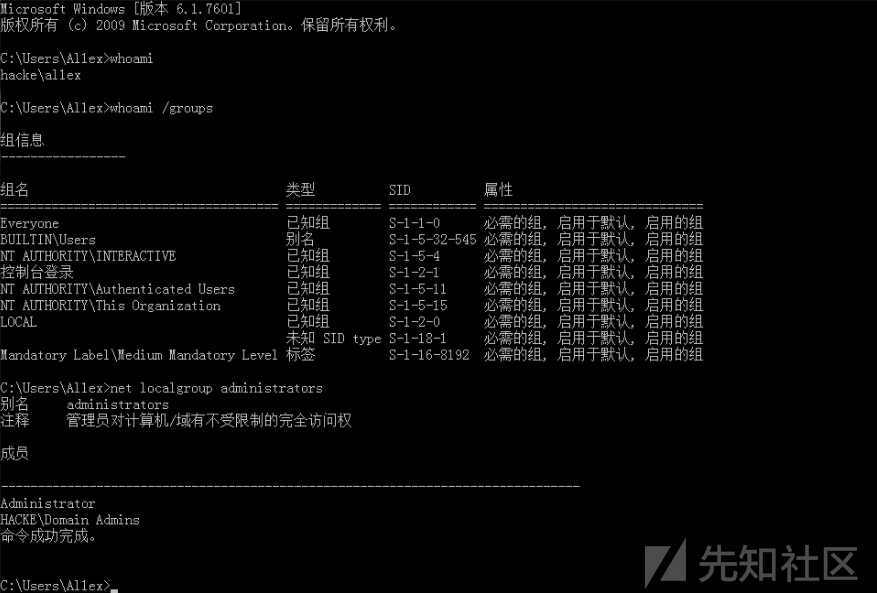 Microsoft Windows [版本 6.1.7601]
版权所有 (c) 2009 Microsoft Corporation。保留所有权利。
C:\Users\Allex>whoami
hacke\allex
C:\Users\Allex>whoami /groups
组信息
-----------------
组名 类型 SID 属性
====================================== ============= ============ ==============================
Everyone 已知组 S-1-1-0 必需的组, 启用于默认, 启用的组
BUILTIN\Users 别名 S-1-5-32-545 必需的组, 启用于默认, 启用的组
NT AUTHORITY\INTERACTIVE 已知组 S-1-5-4 必需的组, 启用于默认, 启用的组
控制台登录 已知组 S-1-2-1 必需的组, 启用于默认, 启用的组
NT AUTHORITY\Authenticated Users 已知组 S-1-5-11 必需的组, 启用于默认, 启用的组
NT AUTHORITY\This Organization 已知组 S-1-5-15 必需的组, 启用于默认, 启用的组
LOCAL 已知组 S-1-2-0 必需的组, 启用于默认, 启用的组
未知 SID type S-1-18-1 必需的组, 启用于默认, 启用的组
Mandatory Label\Medium Mandatory Level 标签 S-1-16-8192 必需的组, 启用于默认, 启用的组
C:\Users\Allex>net localgroup administrators
别名 administrators
注释 管理员对计算机/域有不受限制的完全访问权
成员
-------------------------------------------------------------------------------
Administrator
HACKE\Domain Admins
命令成功完成。
C:\Users\Allex>
先知社区